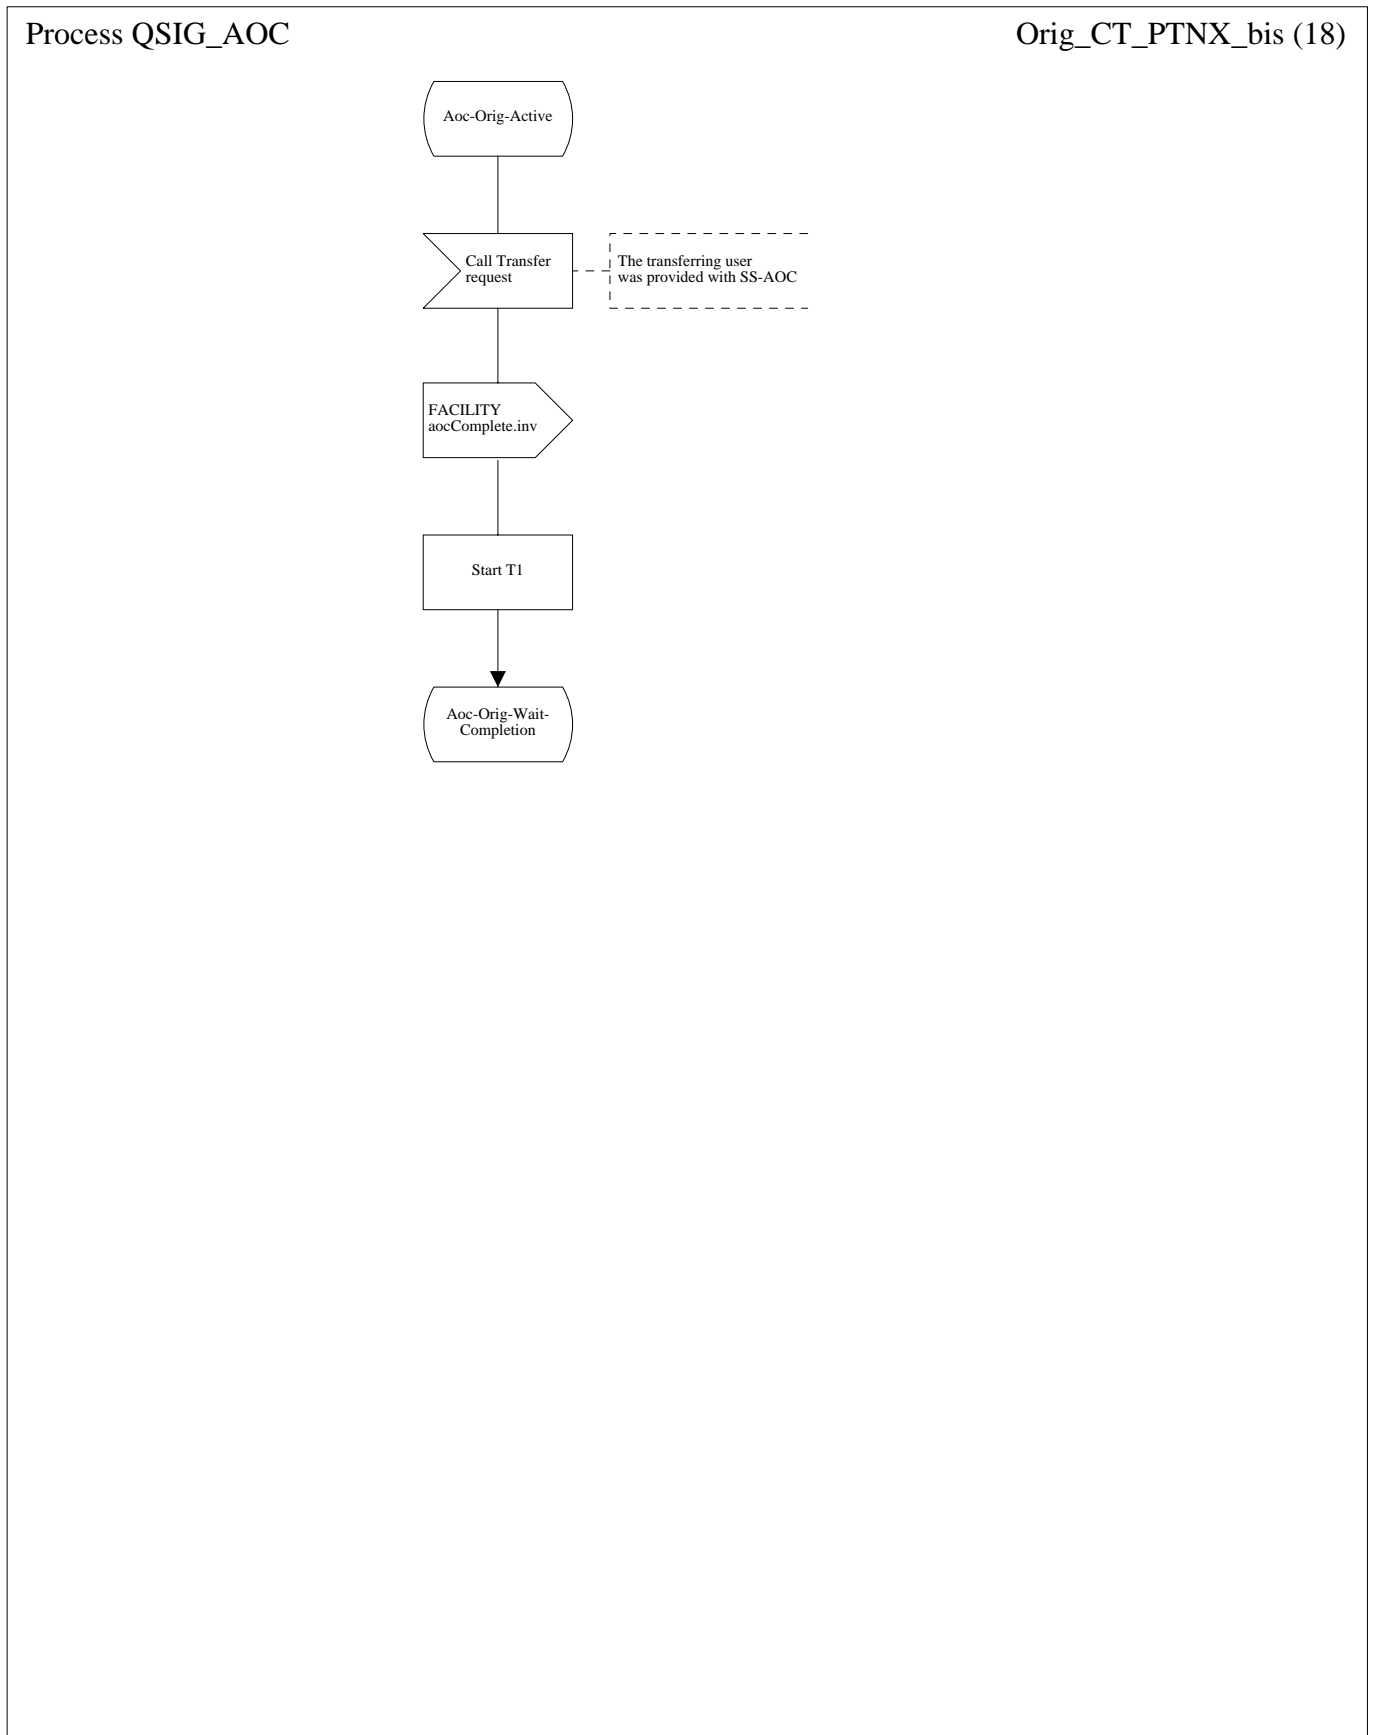 Process QSIG_AOC
Orig_CT_PTNX_bis (18)
Aoc-Orig-Active
Call Transfer
request
The transferring user
was provided with SS-AOC
FACILITY
aocComplete.inv
Start T1
Aoc-Orig-Wait-
Completion